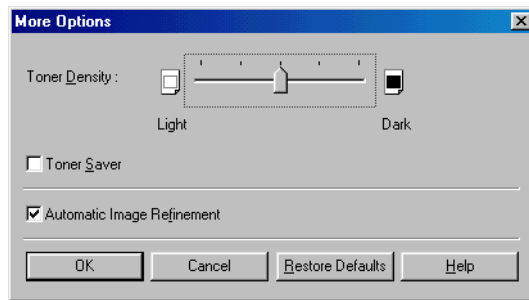 More Options
Toner Density :
Light Dark
Toner Saver
Automatic Image Refinement
OK Cancel Restore Defaults Help